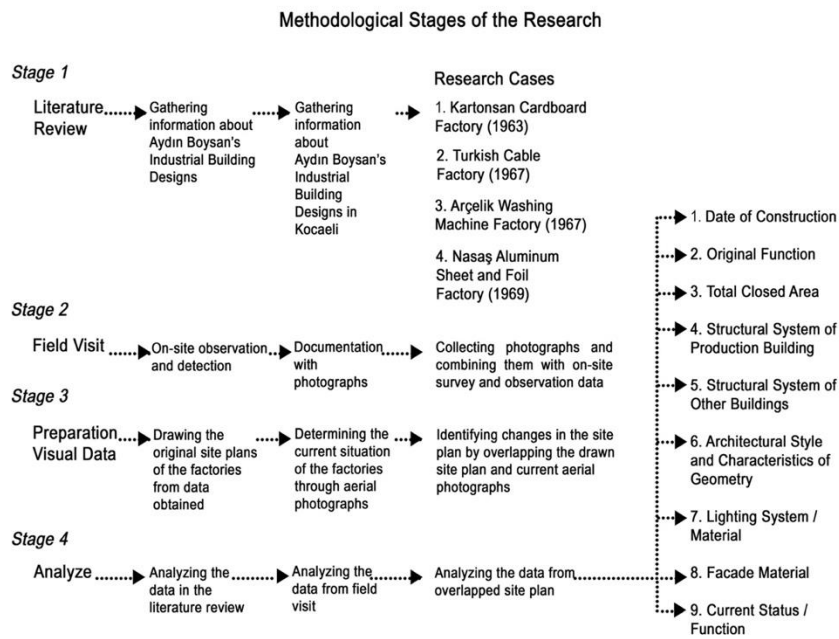 Methodological Stages of the Research
Stage 1
Literature
Review
Gathering
information about
Aydın Boysan's
Industrial Building
Designs
Gathering
information
about
Aydın Boysan's
Industrial
Building
Designs in
Kocaeli
Research Cases
1. Kartonsan Cardboard
Factory (1963)
2. Turkish Cable
Factory (1967)
3. Arçelik Washing
Machine Factory (1967)
4. Nasaş Aluminum
Sheet and Foil
Factory (1969)
Stage 2
Field Visit
On-site observation
and detection
Documentation
with
photographs
Collecting photographs and
combining them with on-site
survey and observation data
Stage 3
Preparation
Visual Data
Drawing the
original site plans
of the factories
from data
obtained
Determining the
current situation
of the factories
through aerial
photographs
Identifying changes in the site
plan by overlapping the drawn
site plan and current aerial
photographs
Stage 4
Analyze
Analyzing the
data in the
literature review
Analyzing the
data from field
visit
Analyzing the data from
overlapped site plan
1. Date of Construction
2. Original Function
3. Total Closed Area
4. Structural System of
Production Building
5. Structural System of
Other Buildings
6. Architectural Style
and Characteristics of
Geometry
7. Lighting System /
Material
8. Facade Material
9. Current Status /
Function